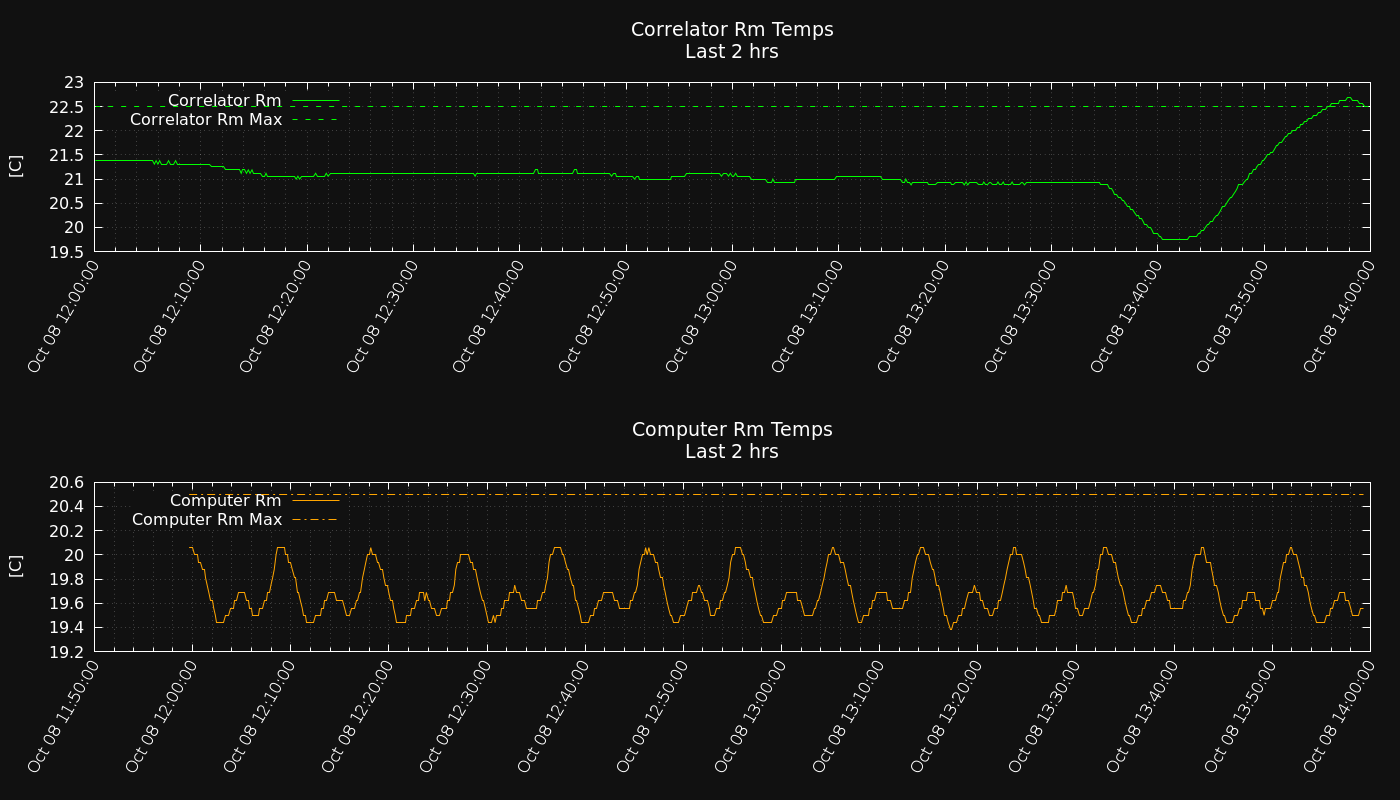 Correlator Rm Temps
Last 2 hrs
23
22.5
22
21.5
21
20.5
20
19.5
[C]
Correlator Rm
Correlator Rm Max
Oct 08 12:00:00
Oct 08 12:10:00
Oct 08 12:20:00
Oct 08 12:30:00
Oct 08 12:40:00
Oct 08 12:50:00
Oct 08 13:00:00
Oct 08 13:10:00
Oct 08 13:20:00
Oct 08 13:30:00
Oct 08 13:40:00
Oct 08 13:50:00
Oct 08 14:00:00
Computer Rm Temps
Last 2 hrs
20.6
20.4
20.2
20
19.8
19.6
19.4
19.2
[C]
Computer Rm
Computer Rm Max
Oct 08 11:50:00
Oct 08 12:00:00
Oct 08 12:10:00
Oct 08 12:20:00
Oct 08 12:30:00
Oct 08 12:40:00
Oct 08 12:50:00
Oct 08 13:00:00
Oct 08 13:10:00
Oct 08 13:20:00
Oct 08 13:30:00
Oct 08 13:40:00
Oct 08 13:50:00
Oct 08 14:00:00